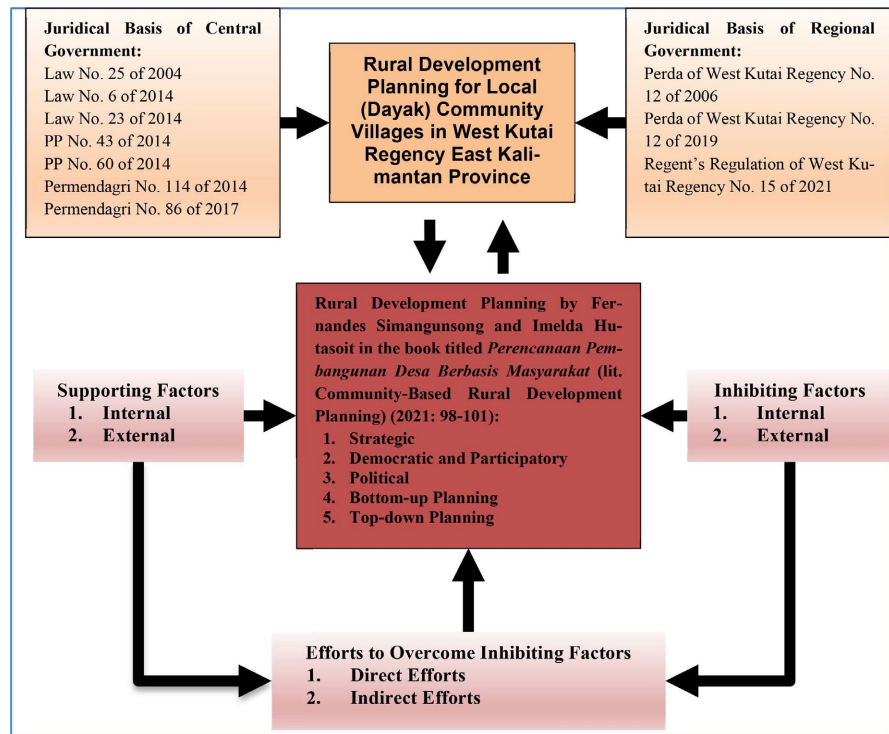 Juridical Basis of Central
Government:
Law No. 25 of 2004
Law No. 6 of 2014
Law No. 23 of 2014
PP No. 43 of 2014
PP No. 60 of 2014
Permendagri No. 114 of 2014
Permendagri No. 86 of 2017
Rural Development
Planning for Local
(Dayak) Community
Villages in West Kutai
Regency East Kali-
mantan Province
Juridical Basis of Regional
Government:
Perda of West Kutai Regency No.
12 of 2006
Perda of West Kutai Regency No.
12 of 2019
Regent's Regulation of West Ku-
tai Regency No. 15 of 2021
Rural Development Planning by Fer-
nandes Simangunsong and Imelda Hu-
tasoit in the book titled Perencanaan Pem-
bangunan Desa Berbasis Masyarakat (lit.
Community-Based Rural Development
Planning) (2021: 98-101):
1. Strategic
2. Democratic and Participatory
3. Political
4. Bottom-up Planning
5. Top-down Planning
Supporting Factors
1. Internal
2. External
Inhibiting Factors
1. Internal
2. External
Efforts to Overcome Inhibiting Factors
1. Direct Efforts
2. Indirect Efforts